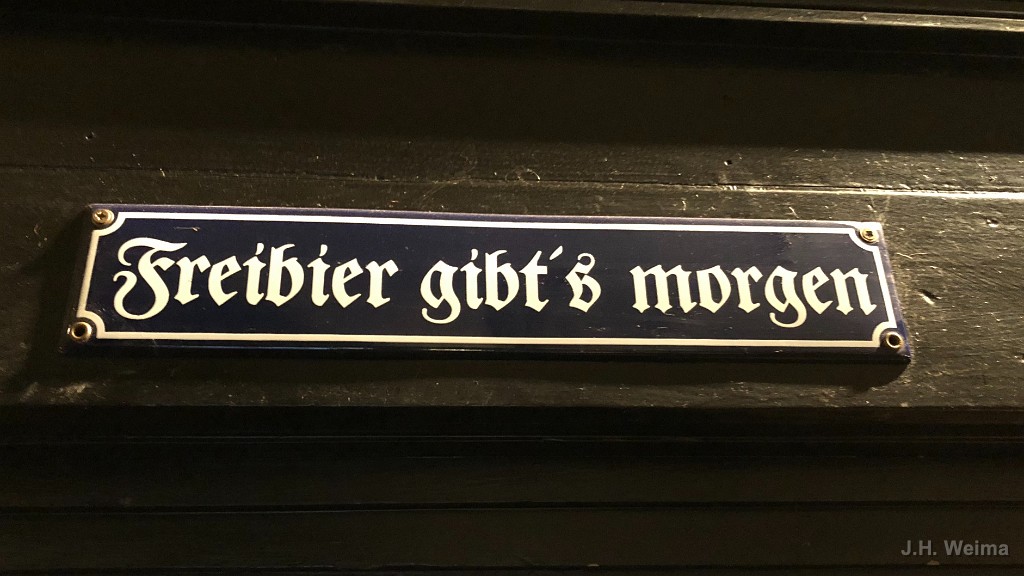 Freibier gibt´s morgen
J.H. Weima